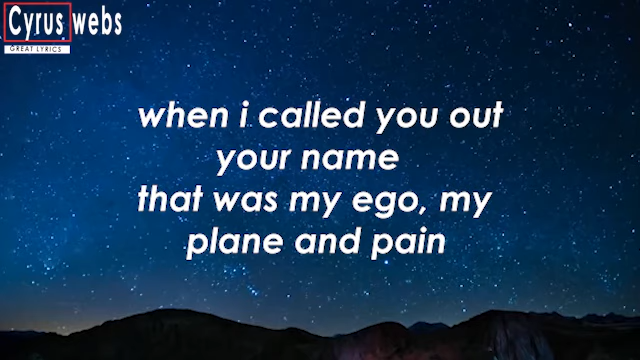 Cyrus webs
GREAT LYRICS
when i called you out
your name
that was my ego, my
plane and pain